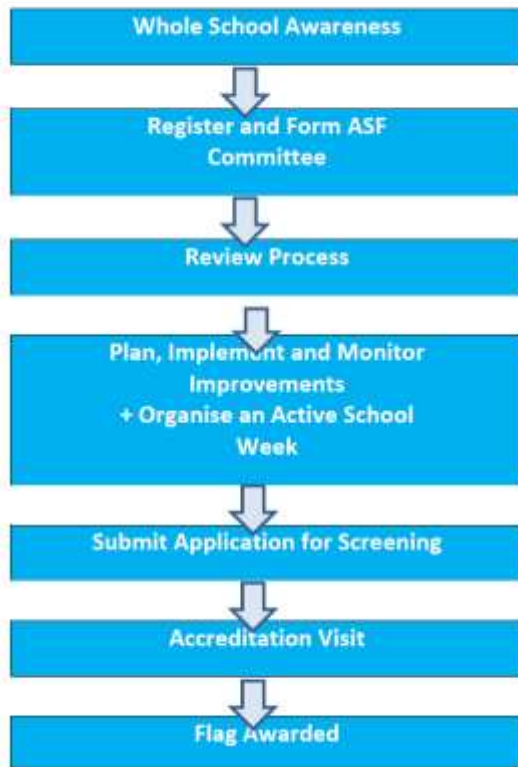 Whole School Awareness
Register and Form ASF
Committee
Review Process
Plan, Implement and Monitor
Improvements
+ Organise an Active School
Week
Submit Application for Screening
Accreditation Visit
Flag Awarded